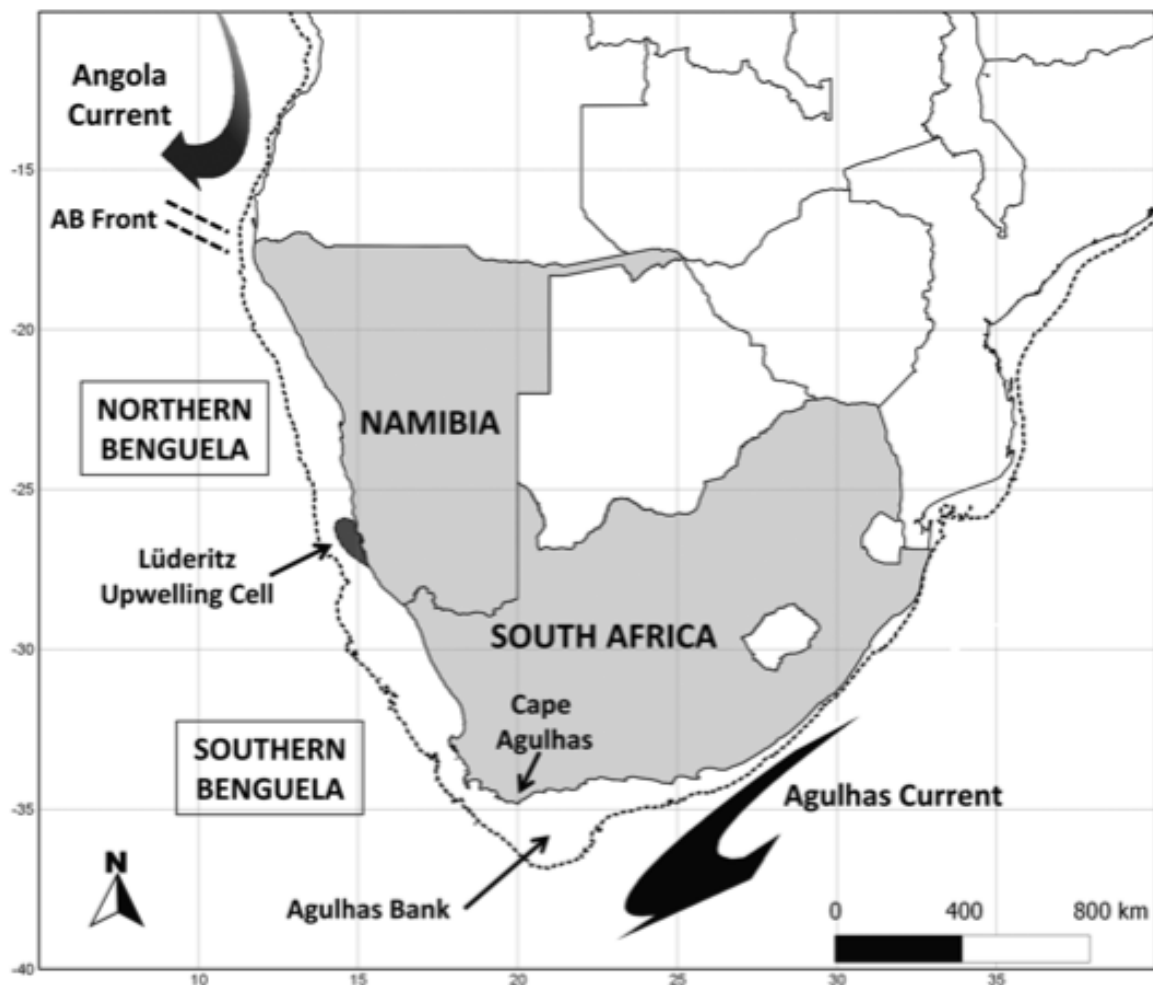 Angola
Current
-15
AB Front
-20
NORTHERN
BENGUELA
NAMIBIA
-25
Lüderitz
Upwelling Cell
SOUTH AFRICA
-30
Cape
Agulhas
SOUTHERN
BENGUELA
Agulhas Current
-35
N
Agulhas Bank
0 400 800 km
-40
10 15 20 25 30 35